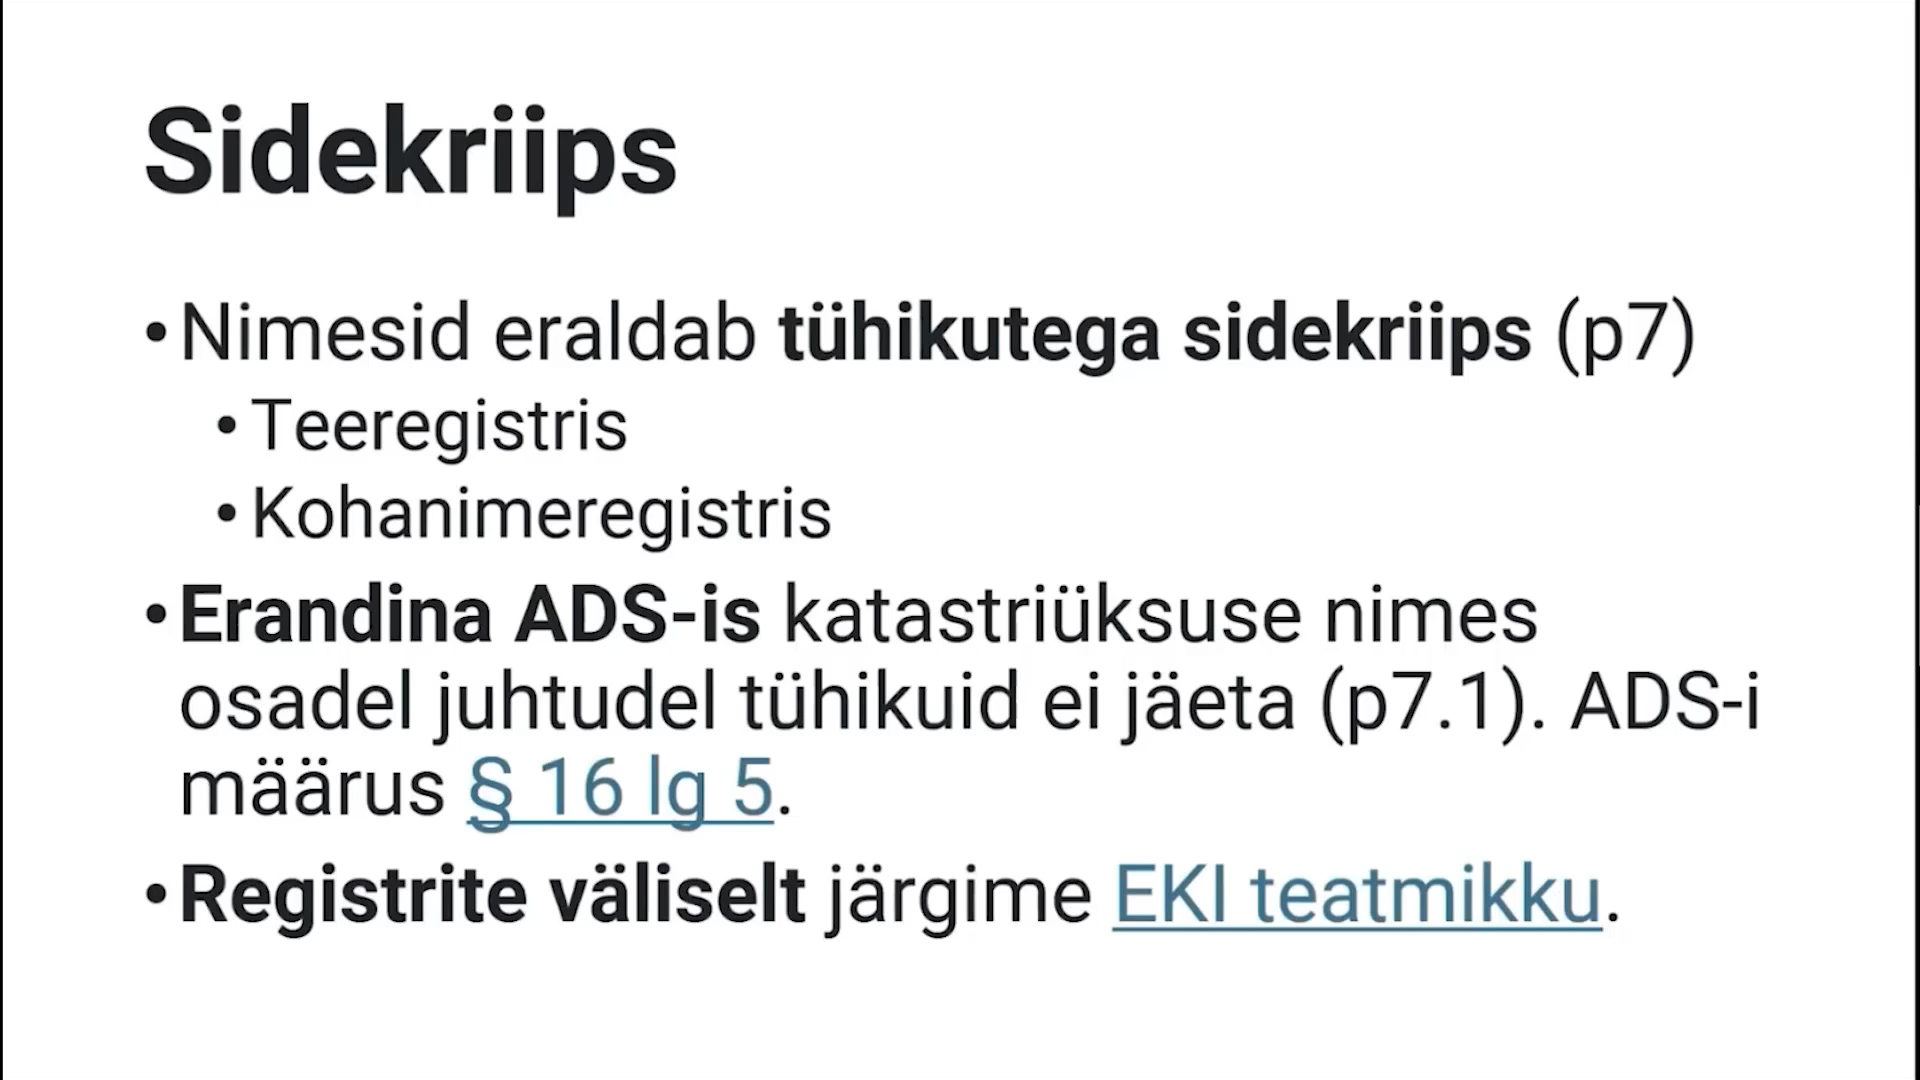 Sidekriips
• Nimesid eraldab tühikutega sidekriips (p7)
• Teeregistris
• Kohanimeregistris
• Erandina ADS-is katastriüksuse nimes
osadel juhtudel tühikuid ei jäeta (p7.1). ADS-i
määrus § 16 lg 5.
• Registrite väliselt järgime EKI teatmikku.